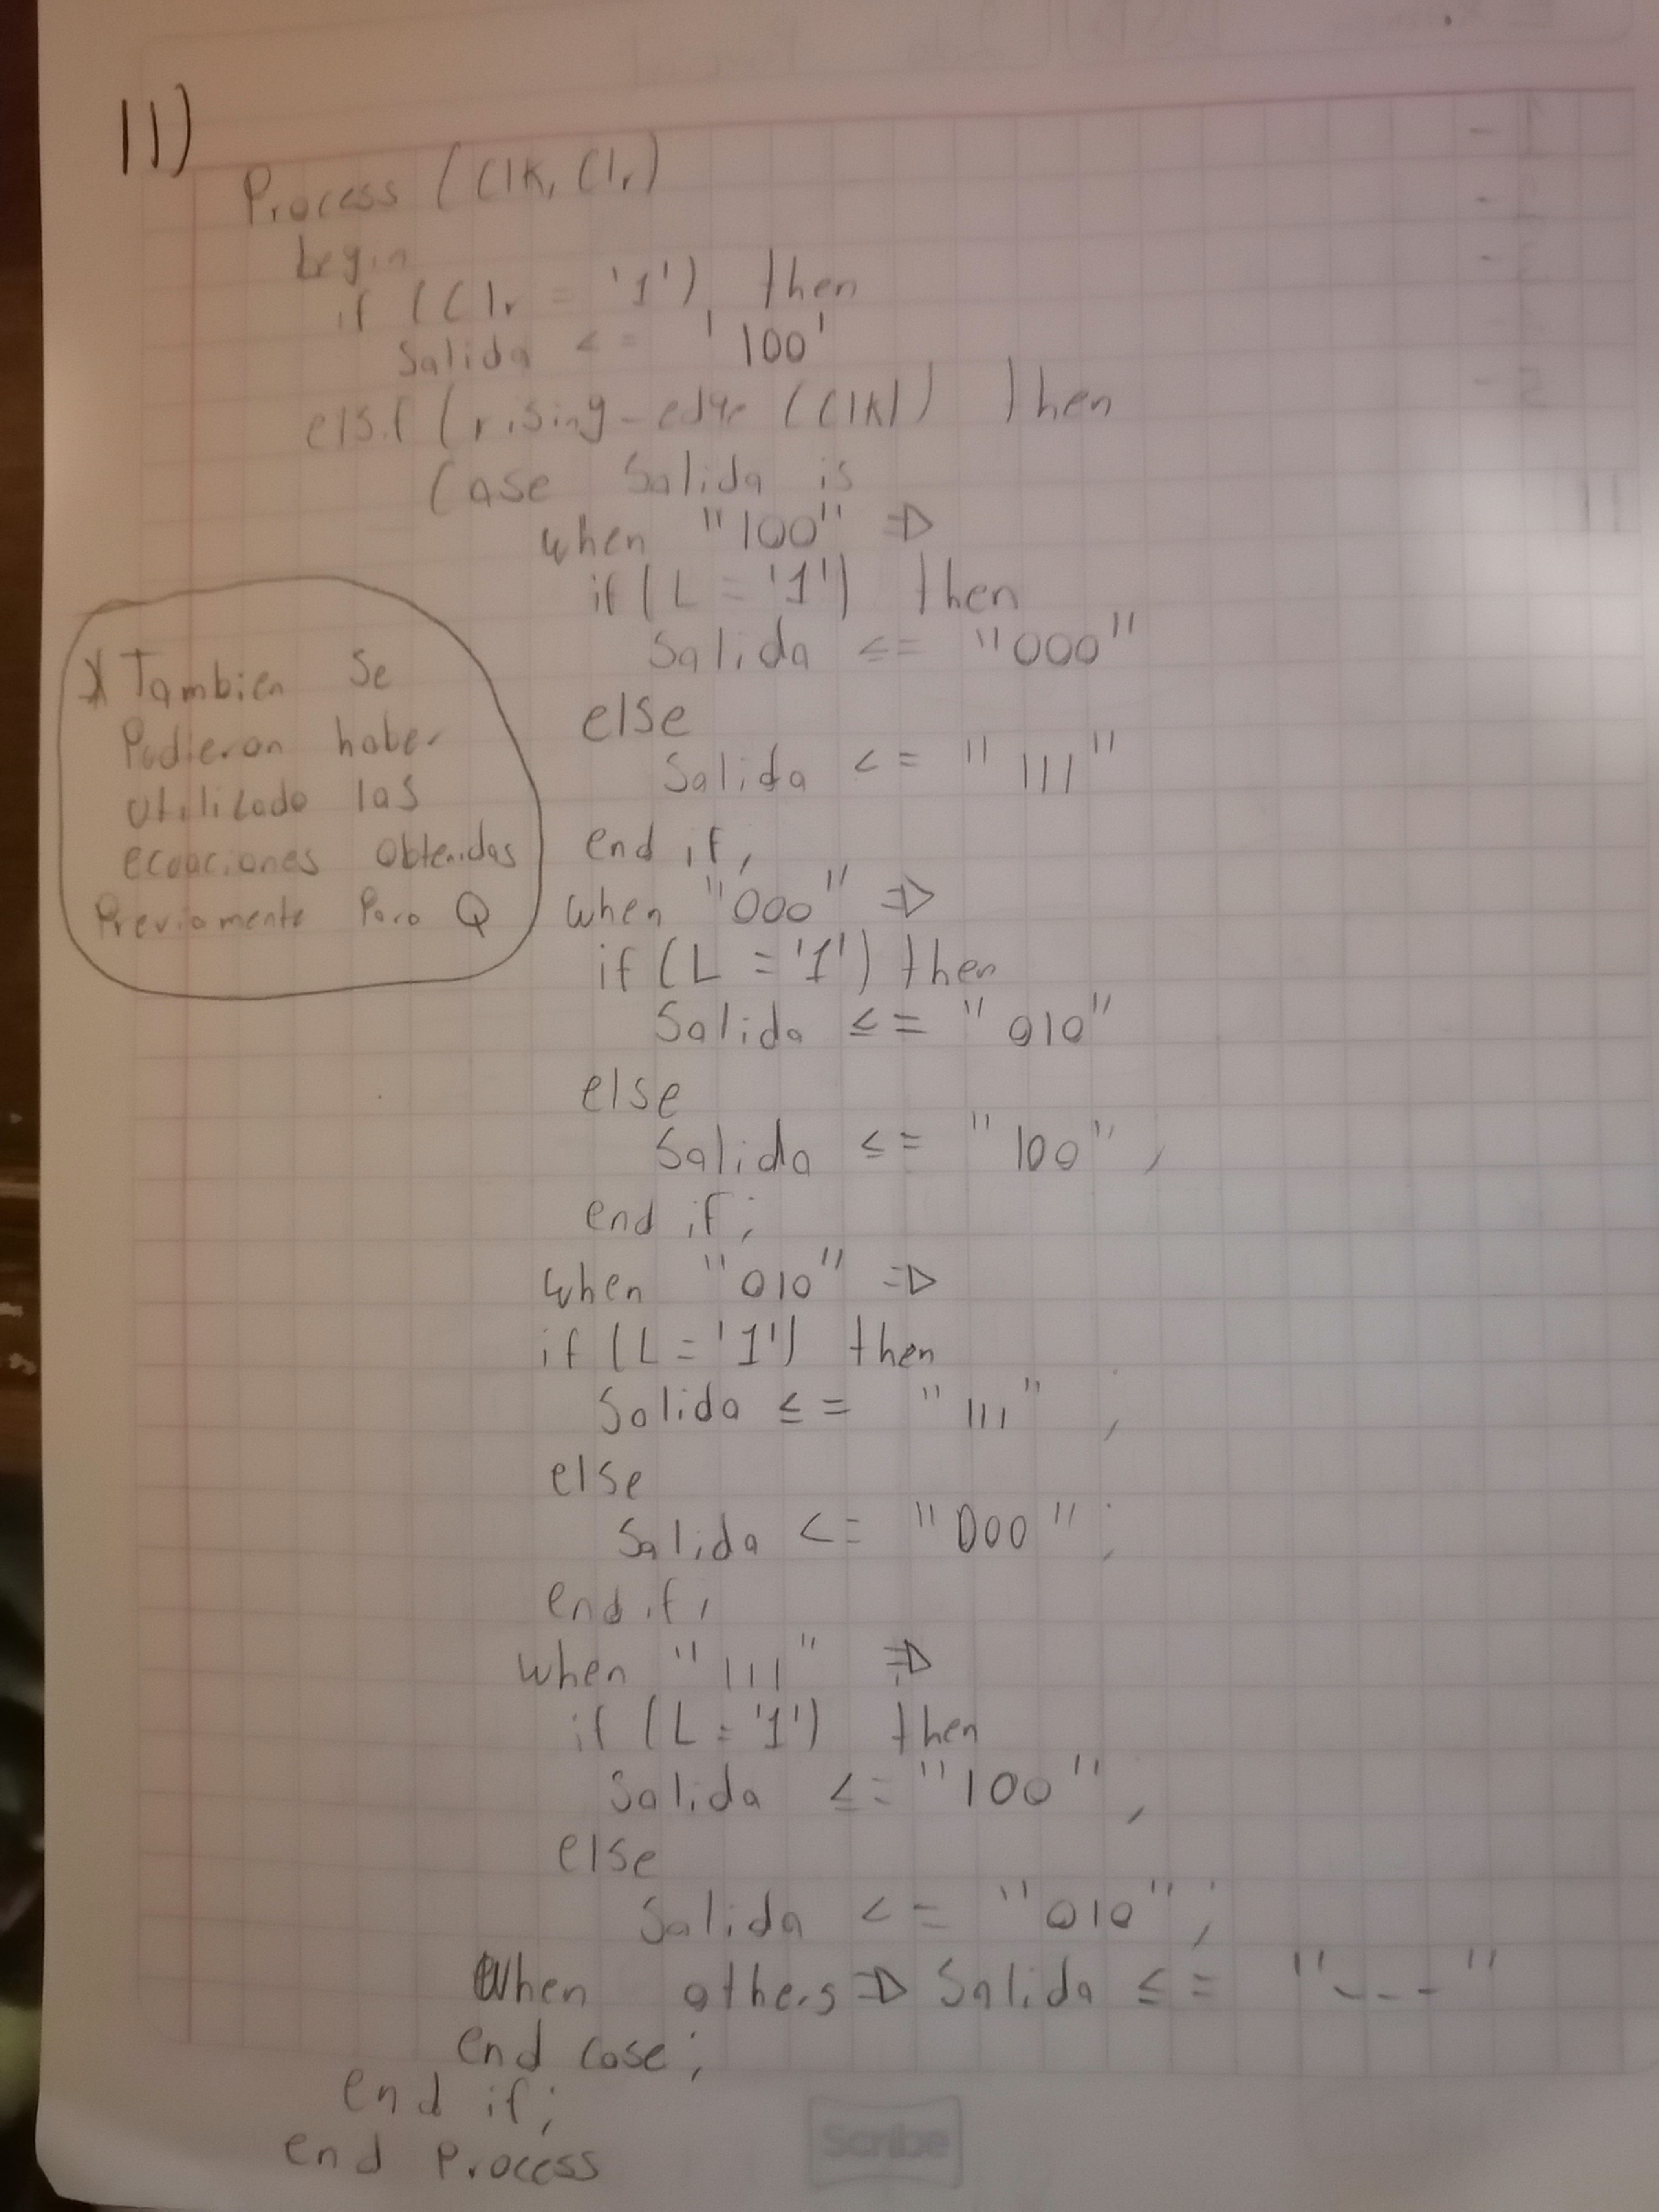 11)
Process (Clk, Clr)
begin
if (Clr = '1') then
Salida <= '100'
elsif (rising-edge (Clk)) then
Case Salida is
when "100" =>
if (L = '1') then
Salida <= "000"
else
Salida <= "111"
end if;
when "000" =>
if (L = '1') then
Salida <= "010"
else
Salida <= "100";
end if;
when "010" =>
if (L = '1') then
Salida <= "111";
else
Salida <= "000";
end if;
when "111" =>
if (L = '1') then
Salida <= "100";
else
Salida <= "010";
When others => Salida <= "---"
end case;
end if;
end Process
* Tambien Se
Pudieron haber
utilizado las
ecuaciones obtenidas
Previamente Para Q
Scribe